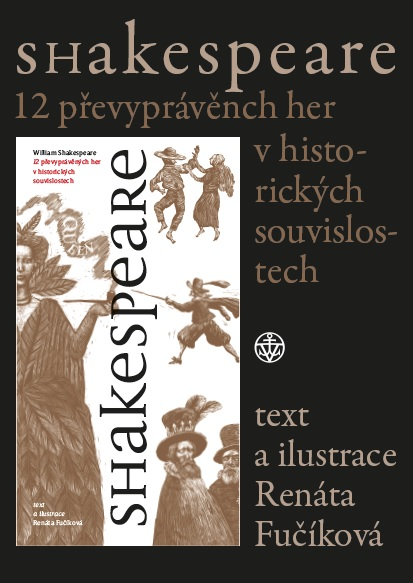 sHakespeare
12 převyprávěnch her
v histo-
rických
souvislos-
tech
William Shakespeare
12 převyprávěných her
v historických
souvislostech
QUEEN
sHakespeare
text
a ilustrace
Renáta Fučíková
text
a ilustrace
Renáta
Fučíková